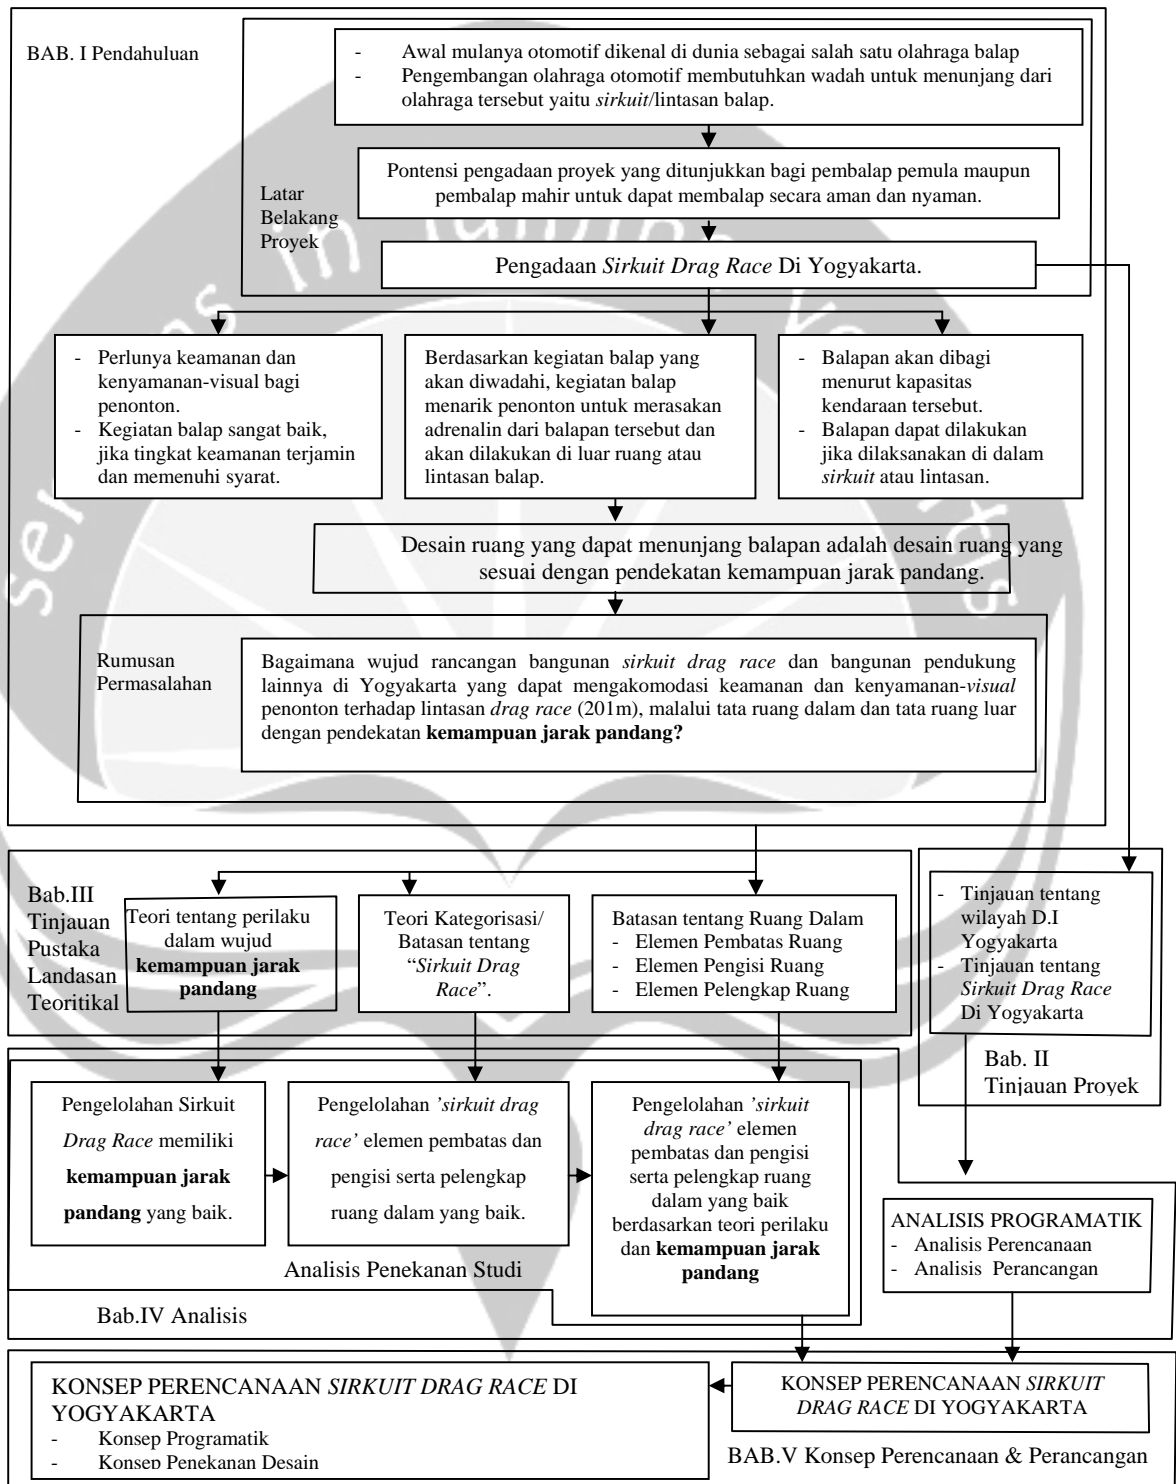 BAB. I Pendahuluan
- Awal mulanya otomotif dikenal di dunia sebagai salah satu olahraga balap
- Pengembangan olahraga otomotif membutuhkan wadah untuk menunjang dari
olahraga tersebut yaitu sirkuit/lintasan balap.
Pontensi pengadaan proyek yang ditunjukkan bagi pembalap pemula maupun
pembalap mahir untuk dapat membalap secara aman dan nyaman.
Latar
Belakang
Proyek
Pengadaan Sirkuit Drag Race Di Yogyakarta.
- Perlunya keamanan dan
kenyamanan-visual bagi
penonton.
- Kegiatan balap sangat baik,
jika tingkat keamanan terjamin
dan memenuhi syarat.
Berdasarkan kegiatan balap yang
akan diwadahi, kegiatan balap
menarik penonton untuk merasakan
adrenalin dari balapan tersebut dan
akan dilakukan di luar ruang atau
lintasan balap.
- Balapan akan dibagi
menurut kapasitas
kendaraan tersebut.
- Balapan dapat dilakukan
jika dilaksanakan di dalam
sirkuit atau lintasan.
Desain ruang yang dapat menunjang balapan adalah desain ruang yang
sesuai dengan pendekatan kemampuan jarak pandang.
Rumusan
Permasalahan
Bagaimana wujud rancangan bangunan sirkuit drag race dan bangunan pendukung
lainnya di Yogyakarta yang dapat mengakomodasi keamanan dan kenyamanan-visual
penonton terhadap lintasan drag race (201m), malalui tata ruang dalam dan tata ruang luar
dengan pendekatan kemampuan jarak pandang?
Bab.III
Tinjauan
Pustaka
Landasan
Teoritikal
Teori tentang perilaku
dalam wujud
kemampuan jarak
pandang
Teori Kategorisasi/
Batasan tentang
“Sirkuit Drag
Race”.
Batasan tentang Ruang Dalam
- Elemen Pembatas Ruang
- Elemen Pengisi Ruang
- Elemen Pelengkap Ruang
- Tinjauan tentang
wilayah D.I
Yogyakarta
- Tinjauan tentang
Sirkuit Drag Race
Di Yogyakarta
Bab. II
Tinjauan Proyek
Pengelolahan Sirkuit
Drag Race memiliki
kemampuan jarak
pandang yang baik.
Pengelolahan ’sirkuit drag
race’ elemen pembatas dan
pengisi serta pelengkap
ruang dalam yang baik.
Pengelolahan ’sirkuit
drag race’ elemen
pembatas dan pengisi
serta pelengkap ruang
dalam yang baik
berdasarkan teori perilaku
dan kemampuan jarak
pandang
Analisis Penekanan Studi
Bab.IV Analisis
ANALISIS PROGRAMATIK
- Analisis Perencanaan
- Analisis Perancangan
KONSEP PERENCANAAN SIRKUIT DRAG RACE DI
YOGYAKARTA
- Konsep Programatik
- Konsep Penekanan Desain
KONSEP PERENCANAAN SIRKUIT
DRAG RACE DI YOGYAKARTA
BAB.V Konsep Perencanaan & Perancangan